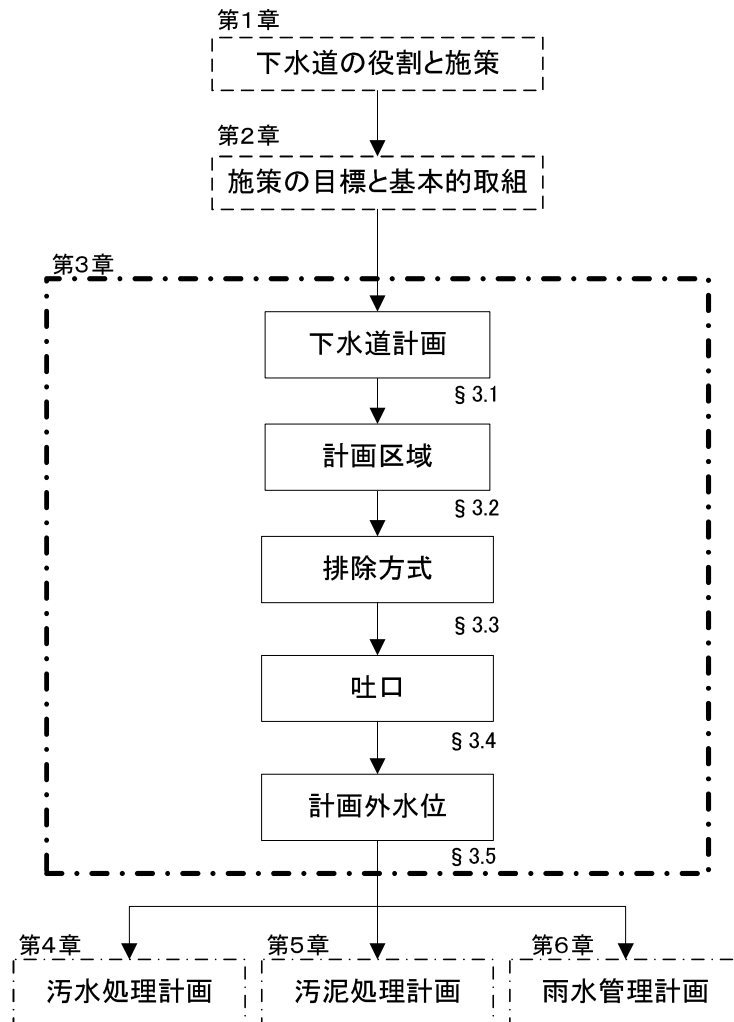 第1章
下水道の役割と施策
第2章
施策の目標と基本的取組
第3章
下水道計画
§3.1
計画区域
§3.2
排除方式
§3.3
吐口
§3.4
計画外水位
§3.5
第4章
汚水処理計画
第5章
汚泥処理計画
第6章
雨水管理計画